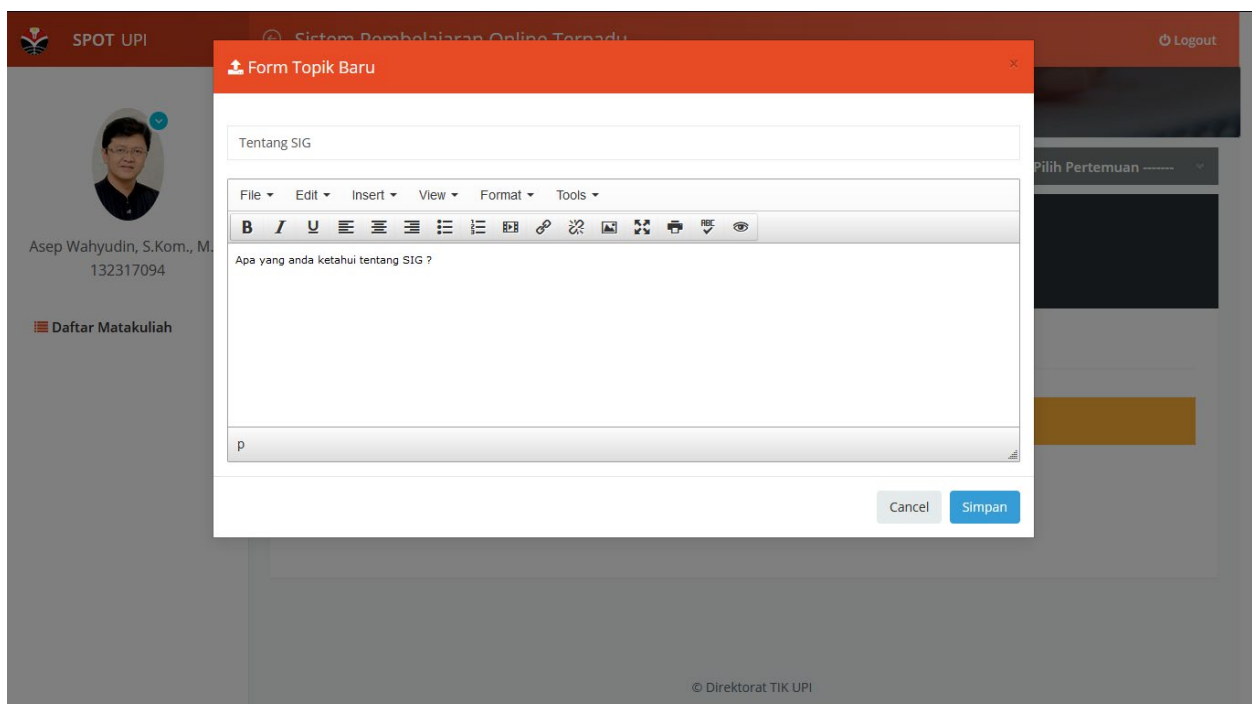 SPOT UPI
Sistem Pembelajaran Online Terpadu
Logout
Form Topik Baru
×
Tentang SIG
Pilih Pertemuan -------
File Edit Insert View Format Tools
B I U ABC
Apa yang anda ketahui tentang SIG ?
Asep Wahyudin, S.Kom., M.
132317094
Daftar Matakuliah
p
Cancel Simpan
© Direktorat TIK UPI